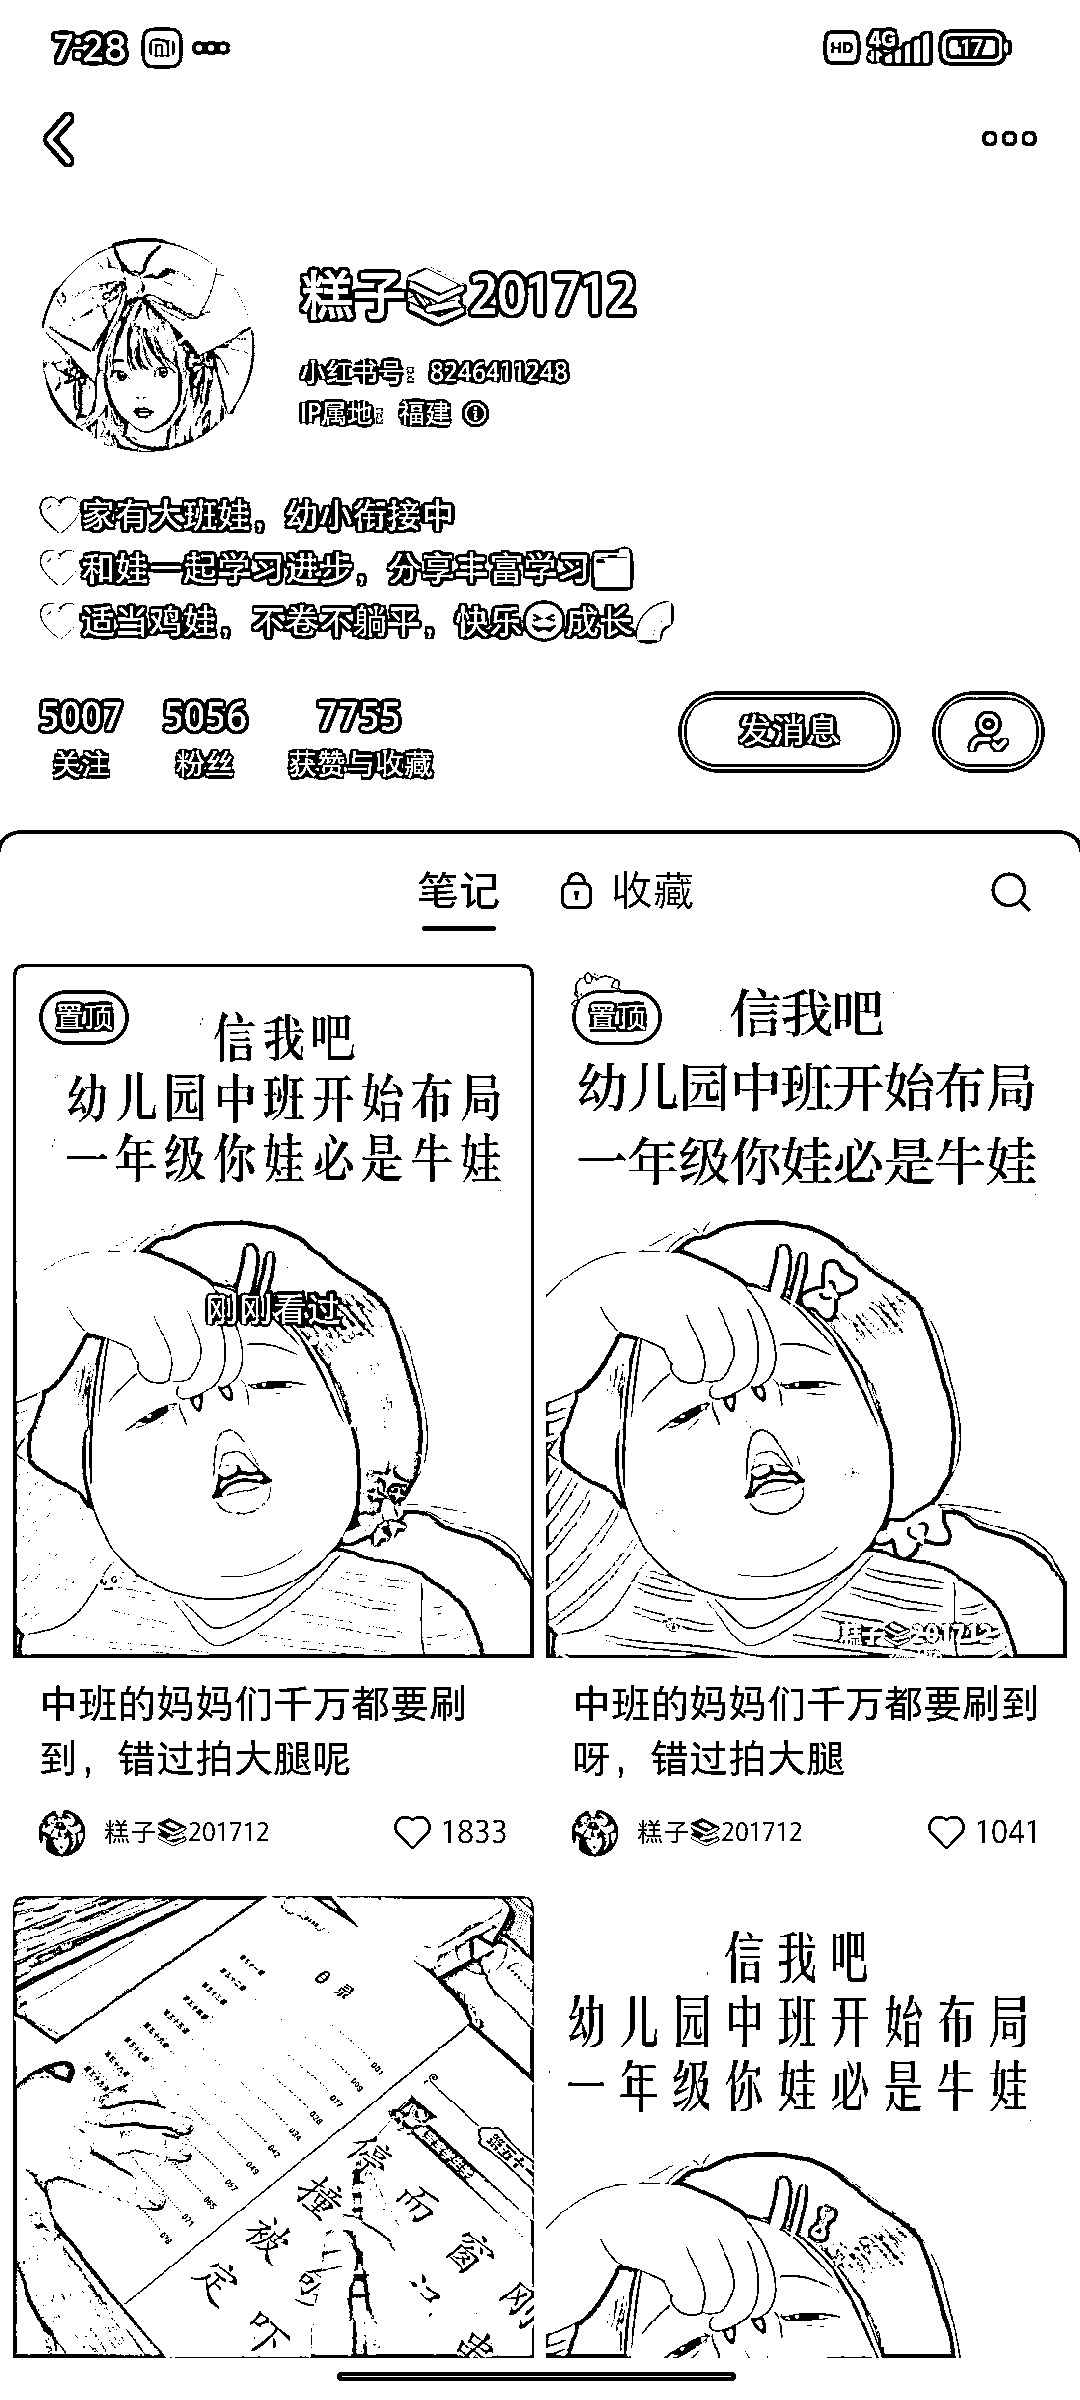 7:28
HD 4G 17
糕子📚201712
小红书号：8246411248
IP属地：福建
家有大班娃，幼小衔接中
和娃一起学习进步，分享丰富学习
适当鸡娃，不卷不躺平，快乐😆成长
5007 5056 7755
关注 粉丝 获赞与收藏
发消息
笔记 收藏
置顶
信我吧
幼儿园中班开始布局
一年级你娃必是牛娃
刚刚看过
中班的妈妈们千万都要刷
到，错过拍大腿呢
糕子📚201712 1833
置顶
信我吧
幼儿园中班开始布局
一年级你娃必是牛娃
糕子📚201712
中班的妈妈们千万都要刷到
呀，错过拍大腿
糕子📚201712 1041
目录
停而窗刚
撞
被
定
吓
信我吧
幼儿园中班开始布局
一年级你娃必是牛娃